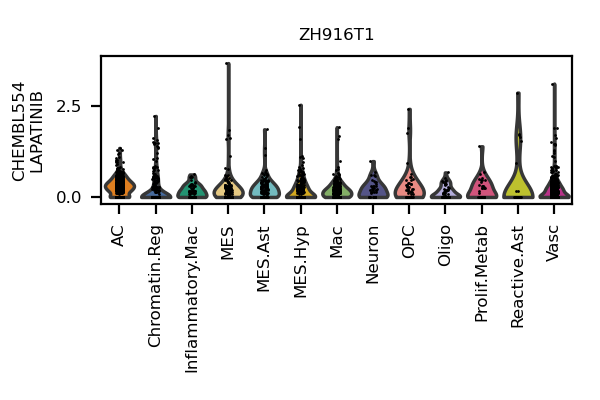 ZH916T1
CHEMBL554
LAPATINIB
2.5
0.0
AC
Chromatin.Reg
Inflammatory.Mac
MES
MES.Ast
MES.Hyp
Mac
Neuron
OPC
Oligo
Prolif.Metab
Reactive.Ast
Vasc